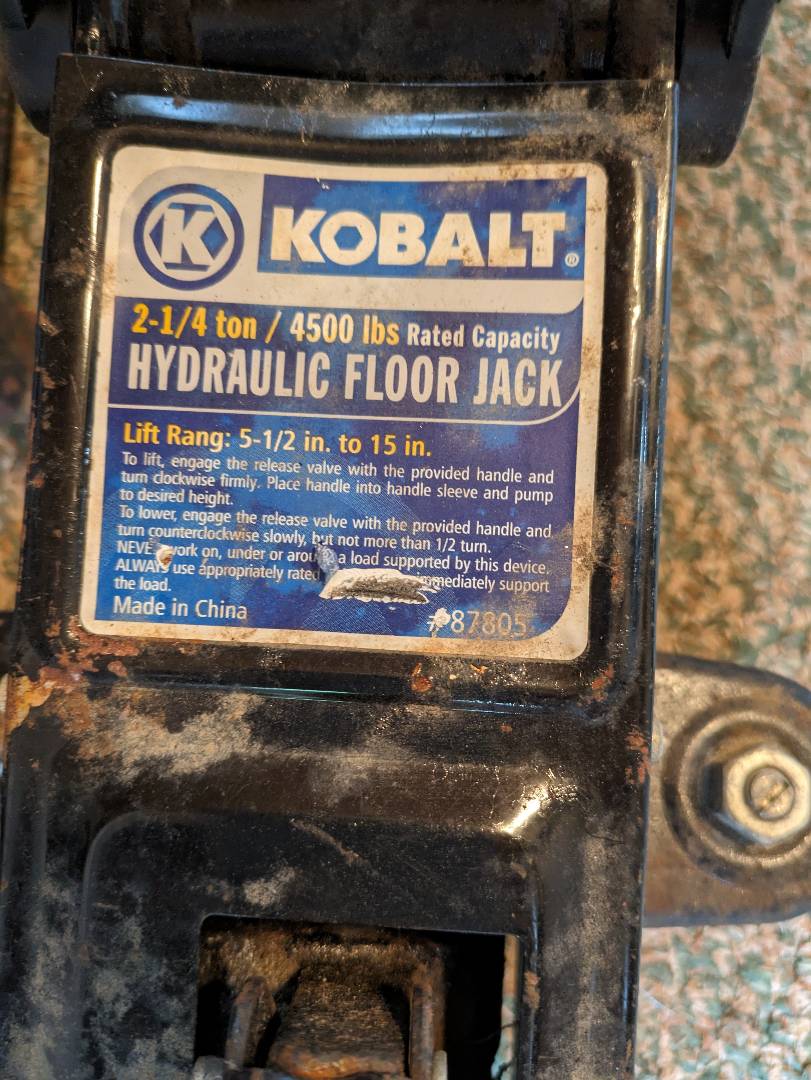 K
KOBALT®
2-1/4 ton / 4500 lbs Rated Capacity
HYDRAULIC FLOOR JACK
Lift Rang: 5-1/2 in. to 15 in.
To lift, engage the release valve with the provided handle and
turn clockwise firmly. Place handle into handle sleeve and pump
to desired height.
To lower, engage the release valve with the provided handle and
turn counterclockwise slowly, but not more than 1/2 turn.
NEVE work on, under or arou a load supported by this device.
ALWAYS use appropriately rated mmediately support
the load.
Made in China
#87805